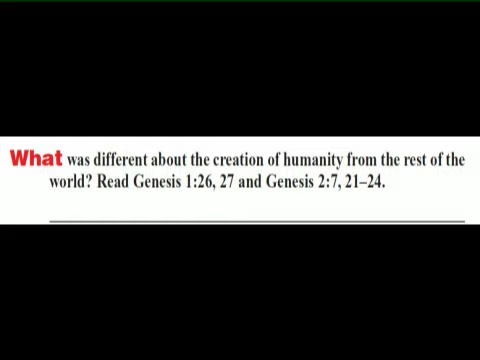 What was different about the creation of humanity from the rest of the
world? Read Genesis 1:26, 27 and Genesis 2:7, 21–24.